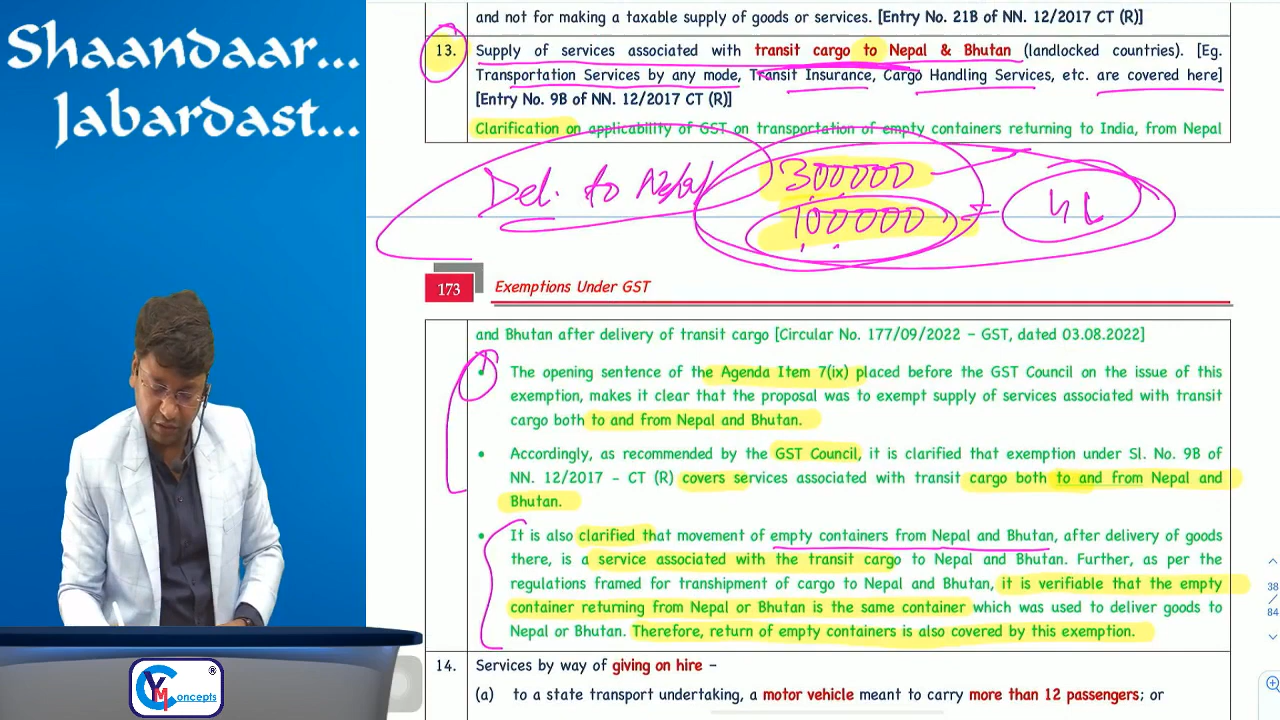 Shaandaar...
Jabardast...
and not for making a taxable supply of goods or services. [Entry No. 21B of NN. 12/2017 CT (R)]
13. Supply of services associated with transit cargo to Nepal & Bhutan (landlocked countries). [Eg.
Transportation Services by any mode, Transit Insurance, Cargo Handling Services, etc. are covered here]
[Entry No. 9B of NN. 12/2017 CT (R)]
Clarification on applicability of GST on transportation of empty containers returning to India, from Nepal
Del. to Nepal 300000
100000 = 4L
173 Exemptions Under GST
and Bhutan after delivery of transit cargo [Circular No. 177/09/2022 – GST, dated 03.08.2022]
• The opening sentence of the Agenda Item 7(ix) placed before the GST Council on the issue of this
exemption, makes it clear that the proposal was to exempt supply of services associated with transit
cargo both to and from Nepal and Bhutan.
• Accordingly, as recommended by the GST Council, it is clarified that exemption under Sl. No. 9B of
NN. 12/2017 - CT (R) covers services associated with transit cargo both to and from Nepal and
Bhutan.
• It is also clarified that movement of empty containers from Nepal and Bhutan, after delivery of goods
there, is a service associated with the transit cargo to Nepal and Bhutan. Further, as per the
regulations framed for transhipment of cargo to Nepal and Bhutan, it is verifiable that the empty
container returning from Nepal or Bhutan is the same container which was used to deliver goods to
Nepal or Bhutan. Therefore, return of empty containers is also covered by this exemption.
14. Services by way of giving on hire –
(a) to a state transport undertaking, a motor vehicle meant to carry more than 12 passengers; or
38
84
YM Concepts ®